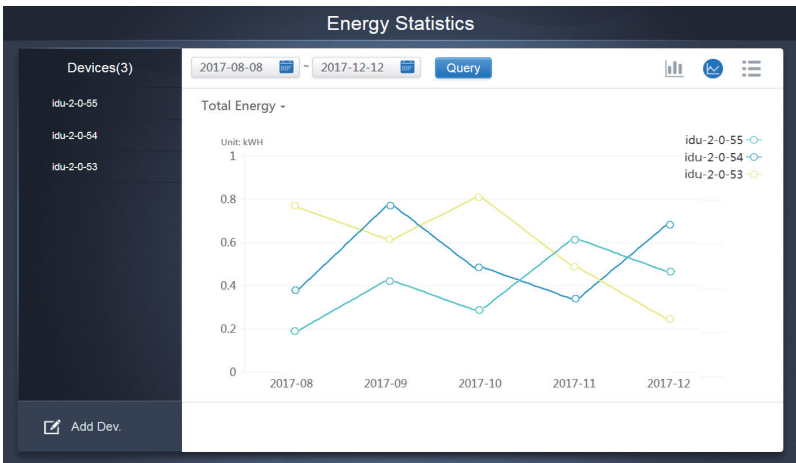 Energy Statistics
Devices(3)
idu-2-0-55
idu-2-0-54
idu-2-0-53
Add Dev.
2017-08-08 ~ 2017-12-12 Query
Total Energy
Unit: kWH
idu-2-0-55
idu-2-0-54
idu-2-0-53
1
0.8
0.6
0.4
0.2
0
2017-08 2017-09 2017-10 2017-11 2017-12